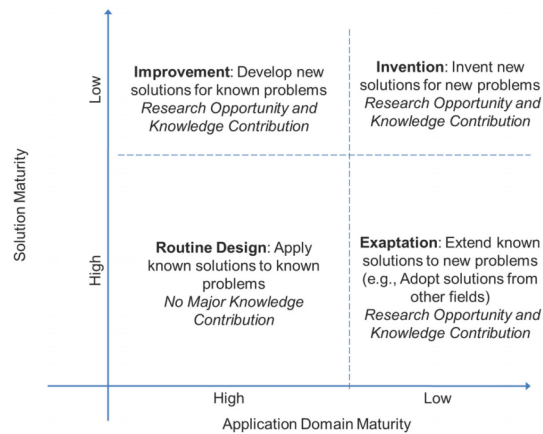 Improvement: Develop new
solutions for known problems
Research Opportunity and
Knowledge Contribution
Invention: Invent new
solutions for new problems
Research Opportunity and
Knowledge Contribution
Low
Solution Maturity
High
Routine Design: Apply
known solutions to known
problems
No Major Knowledge
Contribution
Exaptation: Extend known
solutions to new problems
(e.g., Adopt solutions from
other fields)
Research Opportunity and
Knowledge Contribution
High
Low
Application Domain Maturity